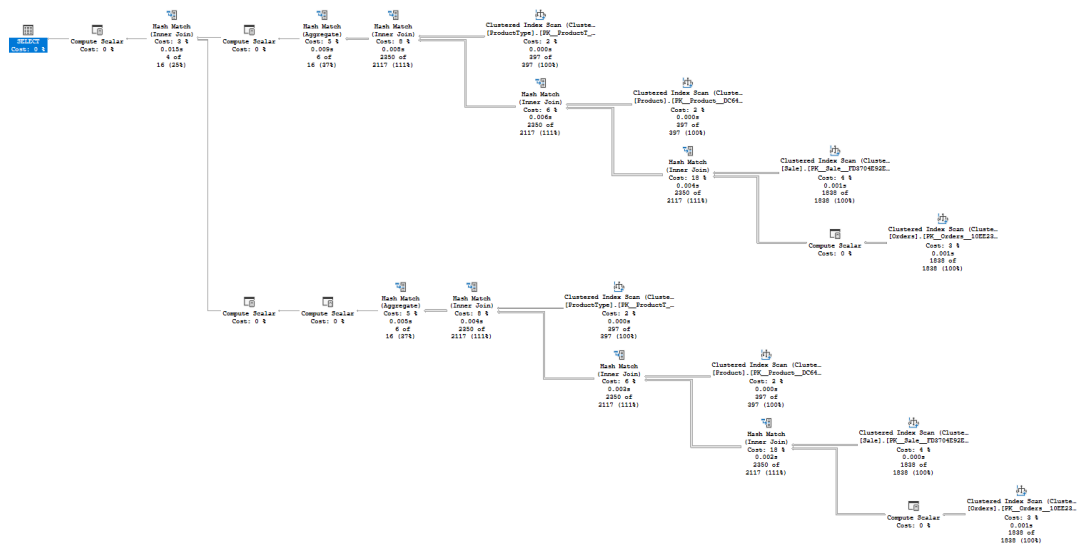 SELECT
Cost: 0 %
Compute Scalar
Cost: 0 %
Hash Match
(Inner Join)
Cost: 3 %
0.015s
4 of
16 (25%)
Compute Scalar
Cost: 0 %
Hash Match
(Aggregate)
Cost: 5 %
0.009s
6 of
16 (37%)
Hash Match
(Inner Join)
Cost: 8 %
0.008s
2350 of
2117 (111%)
Clustered Index Scan (Cluste…
[ProductType].[PK__ProductT_…
Cost: 2 %
0.000s
397 of
397 (100%)
Hash Match
(Inner Join)
Cost: 6 %
0.006s
2350 of
2117 (111%)
Clustered Index Scan (Cluste…
[Product].[PK__Product__DC64…
Cost: 2 %
0.000s
397 of
397 (100%)
Hash Match
(Inner Join)
Cost: 18 %
0.004s
2350 of
2117 (111%)
Clustered Index Scan (Cluste…
[Sale].[PK__Sale__FD3704E92E…
Cost: 4 %
0.001s
1838 of
1838 (100%)
Compute Scalar
Cost: 0 %
Clustered Index Scan (Cluste…
[Orders].[PK__Orders__10EE23…
Cost: 3 %
0.001s
1838 of
1838 (100%)
Compute Scalar
Cost: 0 %
Compute Scalar
Cost: 0 %
Hash Match
(Aggregate)
Cost: 5 %
0.005s
6 of
16 (37%)
Hash Match
(Inner Join)
Cost: 8 %
0.004s
2350 of
2117 (111%)
Clustered Index Scan (Cluste…
[ProductType].[PK__ProductT_…
Cost: 2 %
0.000s
397 of
397 (100%)
Hash Match
(Inner Join)
Cost: 6 %
0.003s
2350 of
2117 (111%)
Clustered Index Scan (Cluste…
[Product].[PK__Product__DC64…
Cost: 2 %
0.000s
397 of
397 (100%)
Hash Match
(Inner Join)
Cost: 18 %
0.002s
2350 of
2117 (111%)
Clustered Index Scan (Cluste…
[Sale].[PK__Sale__FD3704E92E…
Cost: 4 %
0.000s
1838 of
1838 (100%)
Compute Scalar
Cost: 0 %
Clustered Index Scan (Cluste…
[Orders].[PK__Orders__10EE23…
Cost: 3 %
0.001s
1838 of
1838 (100%)